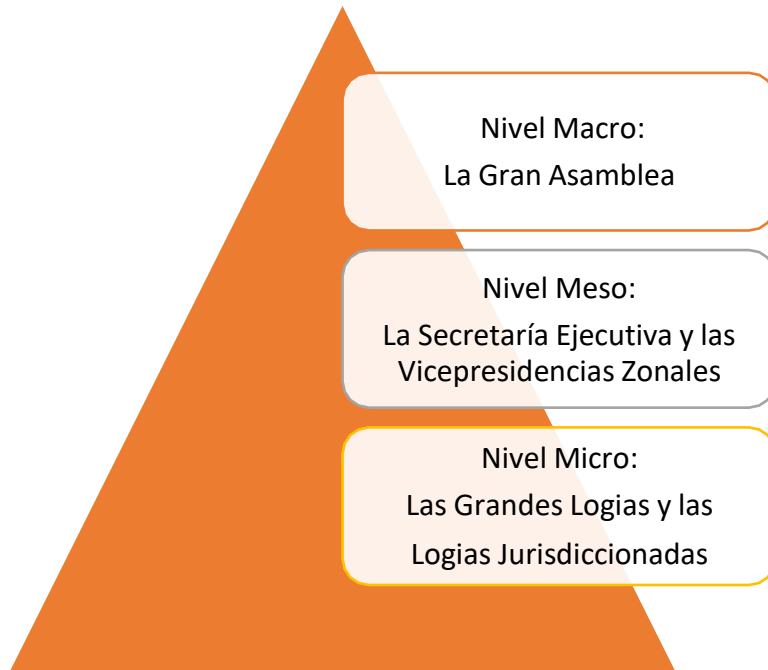 Nivel Macro:
La Gran Asamblea
Nivel Meso:
La Secretaría Ejecutiva y las
Vicepresidencias Zonales
Nivel Micro:
Las Grandes Logias y las
Logias Jurisdiccionadas